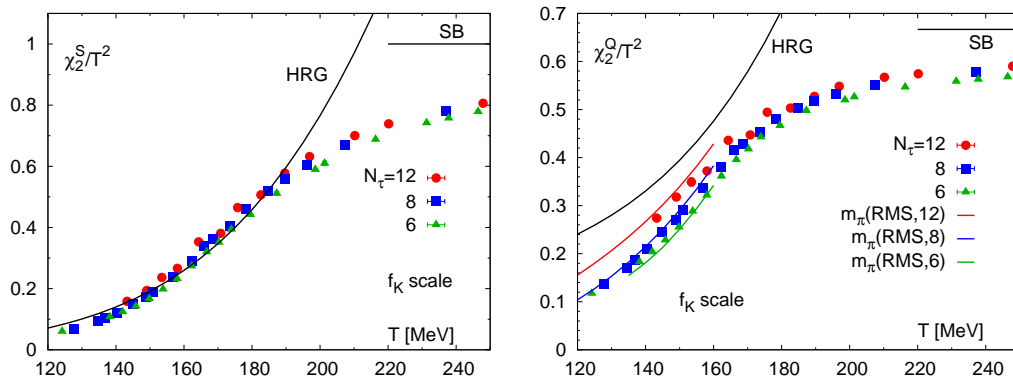 χ₂ˢ/T²
SB
HRG
N_τ=12
8
6
f_K scale
T [MeV]
0
0.2
0.4
0.6
0.8
1
120 140 160 180 200 220 240
χ₂^Q/T²
SB
HRG
N_τ=12
8
6
m_π(RMS,12)
m_π(RMS,8)
m_π(RMS,6)
f_K scale
T [MeV]
0
0.1
0.2
0.3
0.4
0.5
0.6
0.7
120 140 160 180 200 220 240